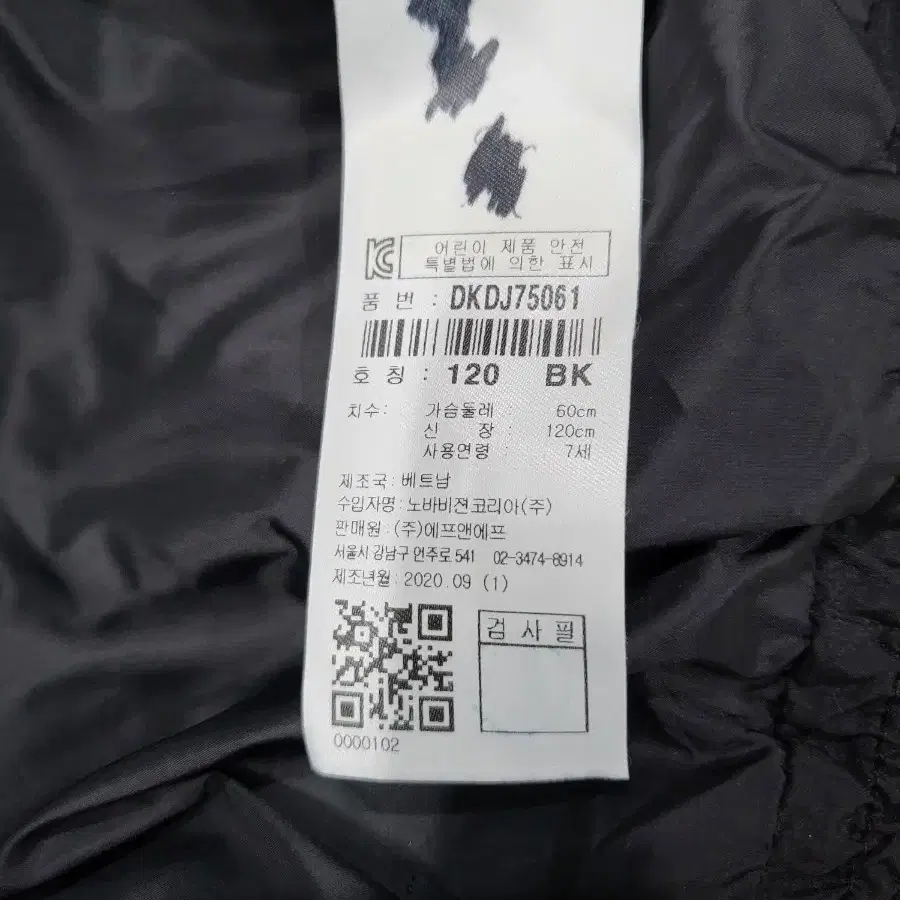 KC 어린이 제품 안전
특별법에 의한 표시
품 번 : DKDJ75061
호 칭 : 120 BK
치수: 가슴둘레 : 60cm
신 장 : 120cm
사용연령 : 7세
제조국: 베트남
수입자명: 노바비젼코리아(주)
판매원 : (주)에프앤에프
서울시 강남구 언주로 541 02-3474-8914
제조년월: 2020.09 (1)
검 사 필
0000102